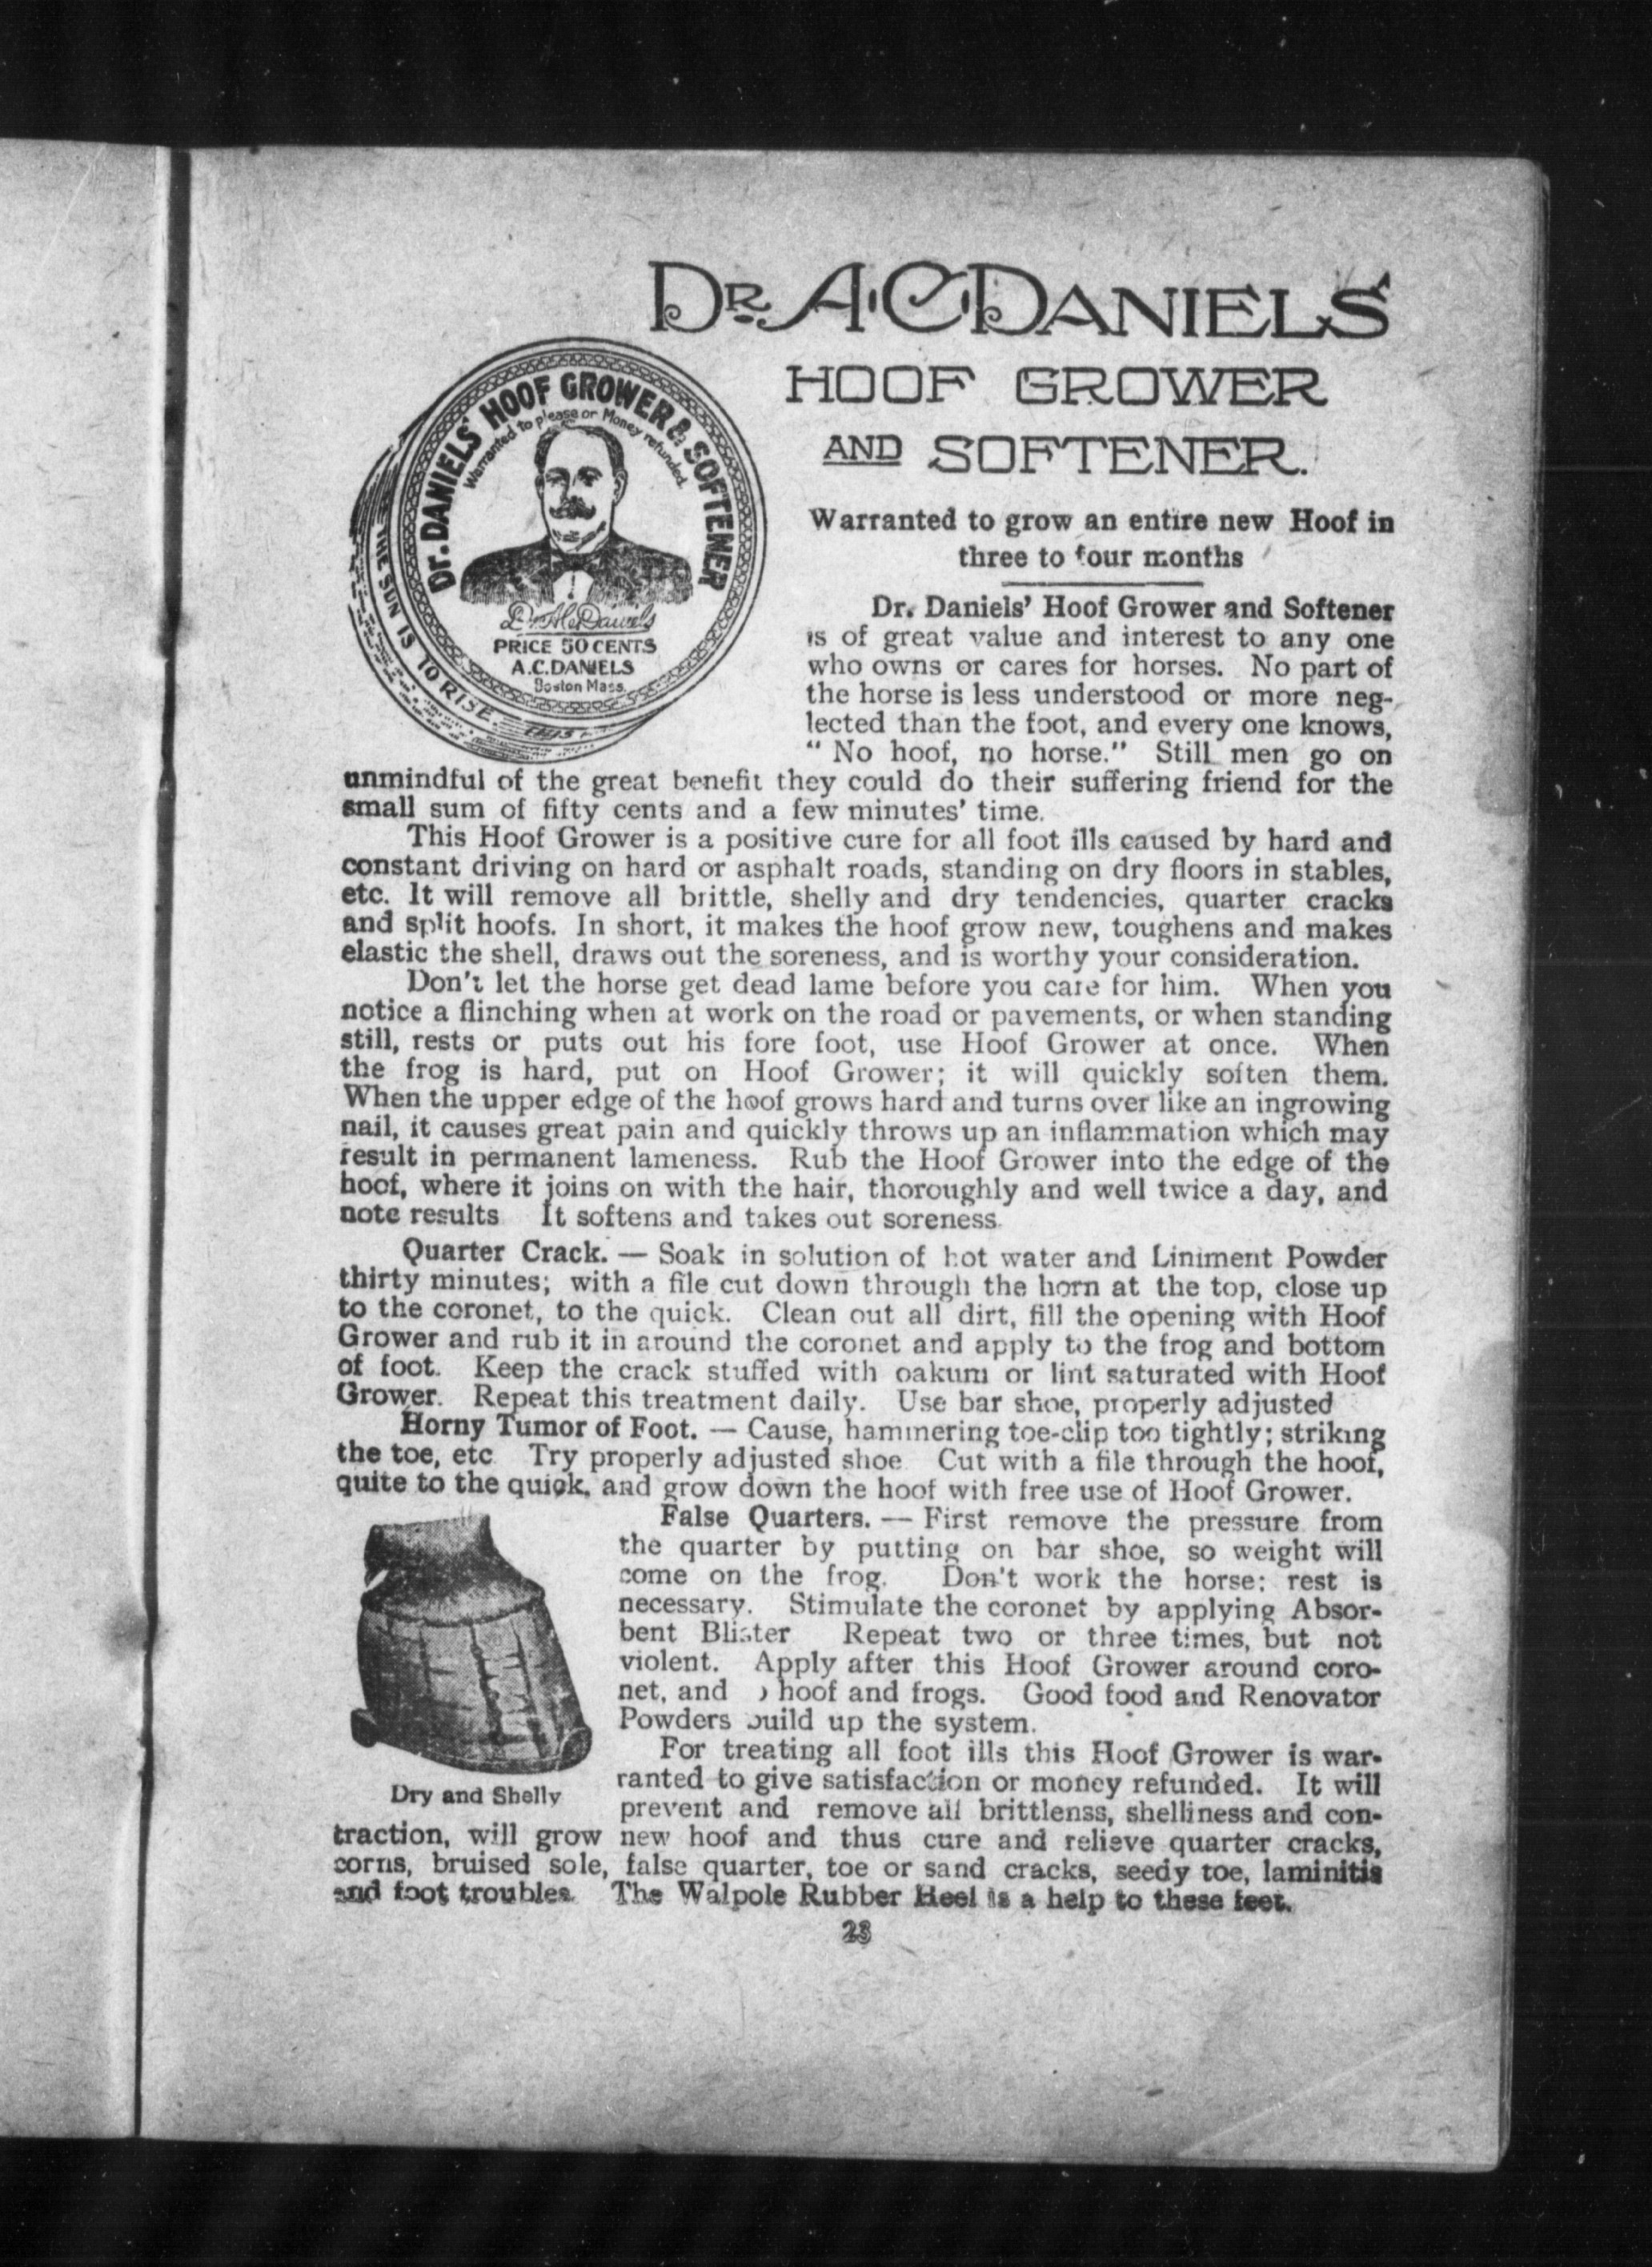 DR. A. C. DANIELS'
HOOF GROWER
AND SOFTENER.
Dr. DANIELS' HOOF GROWER & SOFTENER
Warranted to please or Money refunded.
Dr. A. C. Daniels
PRICE 50 CENTS
A.C. DANIELS
Boston Mass.
THE SUN IS TO RISE
THIS
Warranted to grow an entire new Hoof in
three to four months
Dr. Daniels' Hoof Grower and Softener
is of great value and interest to any one
who owns or cares for horses. No part of
the horse is less understood or more neg-
lected than the foot, and every one knows,
" No hoof, no horse." Still men go on
unmindful of the great benefit they could do their suffering friend for the
small sum of fifty cents and a few minutes' time.
This Hoof Grower is a positive cure for all foot ills caused by hard and
constant driving on hard or asphalt roads, standing on dry floors in stables,
etc. It will remove all brittle, shelly and dry tendencies, quarter cracks
and split hoofs. In short, it makes the hoof grow new, toughens and makes
elastic the shell, draws out the soreness, and is worthy your consideration.
Don't let the horse get dead lame before you care for him. When you
notice a flinching when at work on the road or pavements, or when standing
still, rests or puts out his fore foot, use Hoof Grower at once. When
the frog is hard, put on Hoof Grower; it will quickly soften them.
When the upper edge of the hoof grows hard and turns over like an ingrowing
nail, it causes great pain and quickly throws up an inflammation which may
result in permanent lameness. Rub the Hoof Grower into the edge of the
hoof, where it joins on with the hair, thoroughly and well twice a day, and
note results It softens and takes out soreness.
Quarter Crack. — Soak in solution of hot water and Liniment Powder
thirty minutes; with a file cut down through the horn at the top, close up
to the coronet, to the quick. Clean out all dirt, fill the opening with Hoof
Grower and rub it in around the coronet and apply to the frog and bottom
of foot. Keep the crack stuffed with oakum or lint saturated with Hoof
Grower. Repeat this treatment daily. Use bar shoe, properly adjusted
Horny Tumor of Foot. — Cause, hammering toe-clip too tightly; striking
the toe, etc Try properly adjusted shoe Cut with a file through the hoof,
quite to the quick, and grow down the hoof with free use of Hoof Grower.
False Quarters. — First remove the pressure from
the quarter by putting on bar shoe, so weight will
come on the frog. Don't work the horse; rest is
necessary. Stimulate the coronet by applying Absor-
bent Blister Repeat two or three times, but not
violent. Apply after this Hoof Grower around coro-
net, and hoof and frogs. Good food and Renovator
Powders build up the system.
For treating all foot ills this Hoof Grower is war-
ranted to give satisfaction or money refunded. It will
prevent and remove all brittlenss, shelliness and con-
traction, will grow new hoof and thus cure and relieve quarter cracks,
corns, bruised sole, false quarter, toe or sand cracks, seedy toe, laminitis
and foot troubles. The Walpole Rubber Heel is a help to these feet.
Dry and Shelly
23